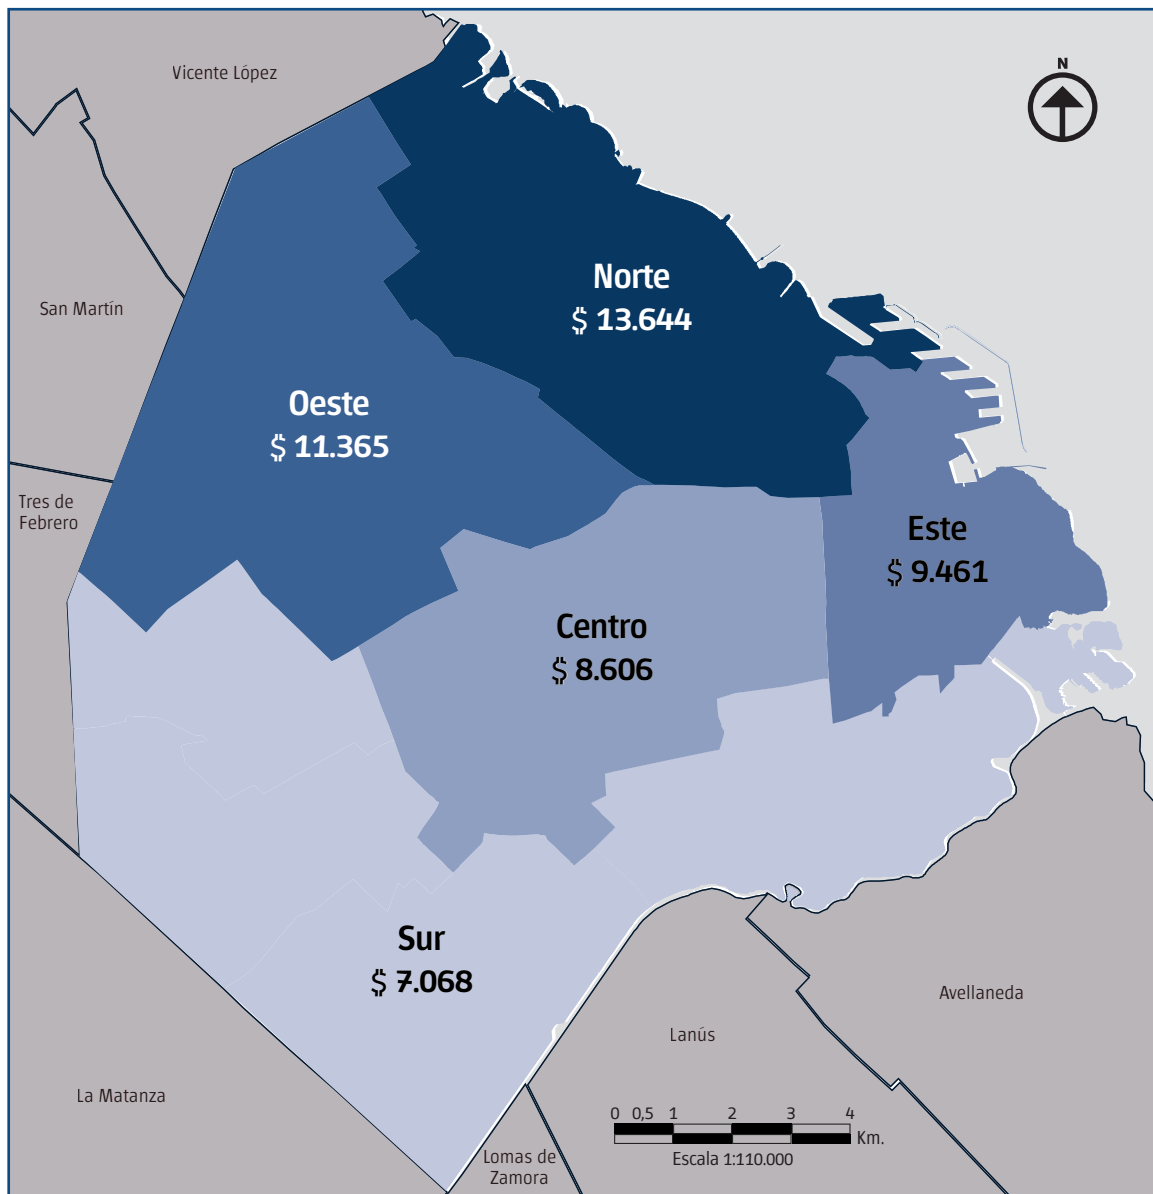 N
Vicente López
San Martín
Tres de
Febrero
Norte
$ 13.644
Oeste
$ 11.365
Este
$ 9.461
Centro
$ 8.606
Sur
$ 7.068
Avellaneda
Lanús
La Matanza
Lomas de
Zamora
0 0,5 1 2 3 4
Km.
Escala 1:110.000